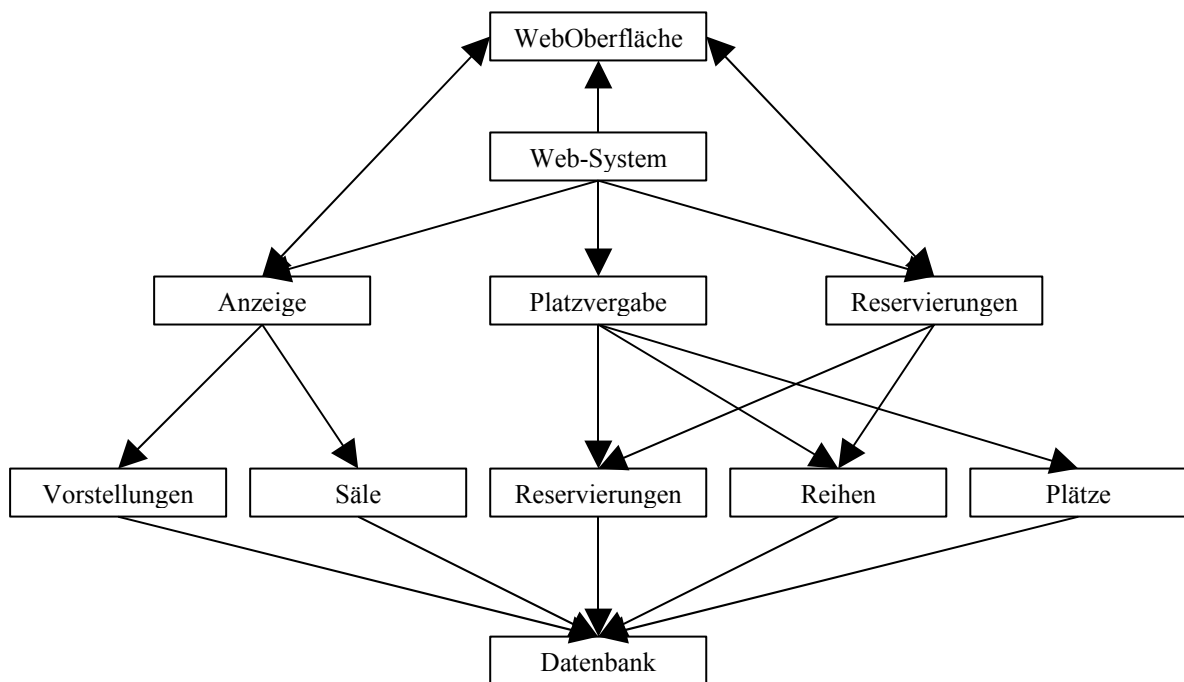 WebOberfläche
Web-System
Anzeige
Platzvergabe
Reservierungen
Vorstellungen
Säle
Reservierungen
Reihen
Plätze
Datenbank